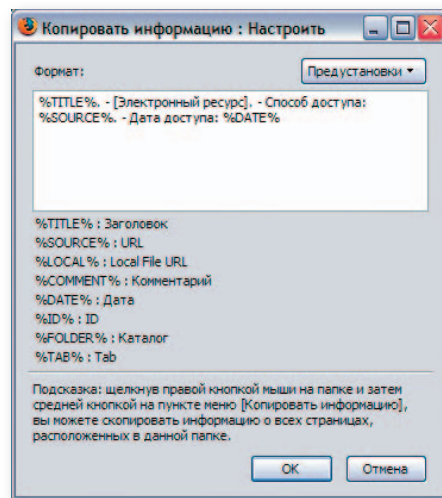 Копировать информацию : Настроить
Формат:
Предустановки
%TITLE%. - [Электронный ресурс]. - Способ доступа:
%SOURCE%. - Дата доступа: %DATE%
%TITLE% : Заголовок
%SOURCE% : URL
%LOCAL% : Local File URL
%COMMENT% : Комментарий
%DATE% : Дата
%ID% : ID
%FOLDER% : Каталог
%TAB% : Tab
Подсказка: щелкнув правой кнопкой мыши на папке и затем
средней кнопкой на пункте меню [Копировать информацию],
вы можете скопировать информацию о всех страницах,
расположенных в данной папке.
OK
Отмена